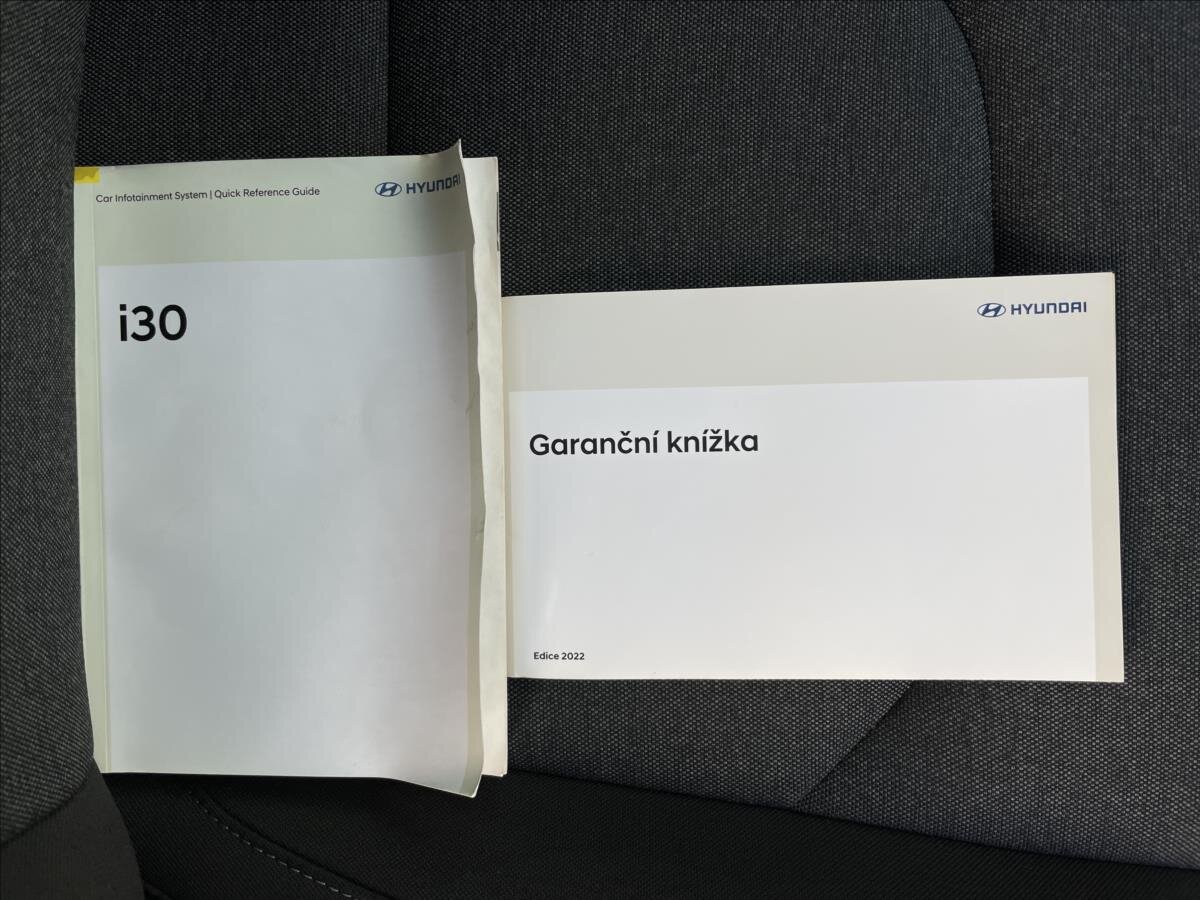 Car Infotainment System | Quick Reference Guide
HYUNDAI
i30
HYUNDAI
Garanční knížka
Edice 2022